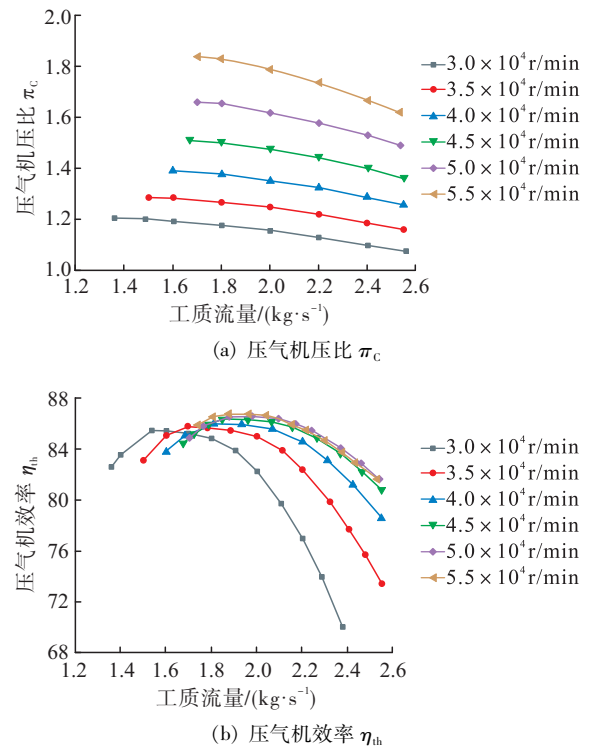 2.0
1.8
1.6
1.4
1.2
1.0
压气机压比 π_C
1.2 1.4 1.6 1.8 2.0 2.2 2.4 2.6
工质流量/(kg·s⁻¹)
3.0×10⁴r/min
3.5×10⁴r/min
4.0×10⁴r/min
4.5×10⁴r/min
5.0×10⁴r/min
5.5×10⁴r/min
(a) 压气机压比 π_C
88
84
80
76
72
68
压气机效率 η_th
1.2 1.4 1.6 1.8 2.0 2.2 2.4 2.6
工质流量/(kg·s⁻¹)
3.0×10⁴r/min
3.5×10⁴r/min
4.0×10⁴r/min
4.5×10⁴r/min
5.0×10⁴r/min
5.5×10⁴r/min
(b) 压气机效率 η_th